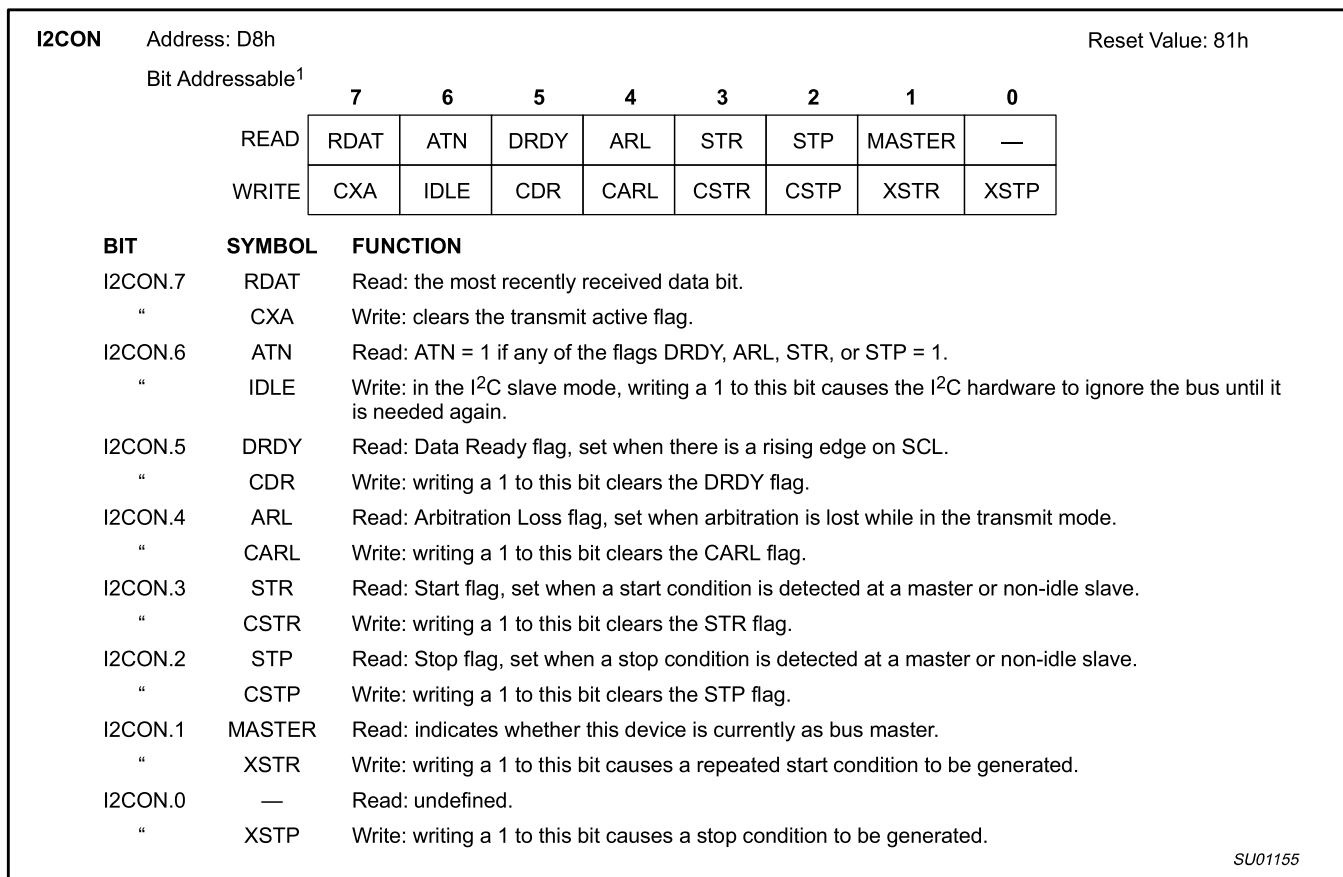 I2CON Address: D8h Reset Value: 81h
Bit Addressable1
7 6 5 4 3 2 1 0
READ RDAT ATN DRDY ARL STR STP MASTER —
WRITE CXA IDLE CDR CARL CSTR CSTP XSTR XSTP
BIT SYMBOL FUNCTION
I2CON.7 RDAT Read: the most recently received data bit.
“ CXA Write: clears the transmit active flag.
I2CON.6 ATN Read: ATN = 1 if any of the flags DRDY, ARL, STR, or STP = 1.
“ IDLE Write: in the I2C slave mode, writing a 1 to this bit causes the I2C hardware to ignore the bus until it
is needed again.
I2CON.5 DRDY Read: Data Ready flag, set when there is a rising edge on SCL.
“ CDR Write: writing a 1 to this bit clears the DRDY flag.
I2CON.4 ARL Read: Arbitration Loss flag, set when arbitration is lost while in the transmit mode.
“ CARL Write: writing a 1 to this bit clears the CARL flag.
I2CON.3 STR Read: Start flag, set when a start condition is detected at a master or non-idle slave.
“ CSTR Write: writing a 1 to this bit clears the STR flag.
I2CON.2 STP Read: Stop flag, set when a stop condition is detected at a master or non-idle slave.
“ CSTP Write: writing a 1 to this bit clears the STP flag.
I2CON.1 MASTER Read: indicates whether this device is currently as bus master.
“ XSTR Write: writing a 1 to this bit causes a repeated start condition to be generated.
I2CON.0 — Read: undefined.
“ XSTP Write: writing a 1 to this bit causes a stop condition to be generated.
SU01155